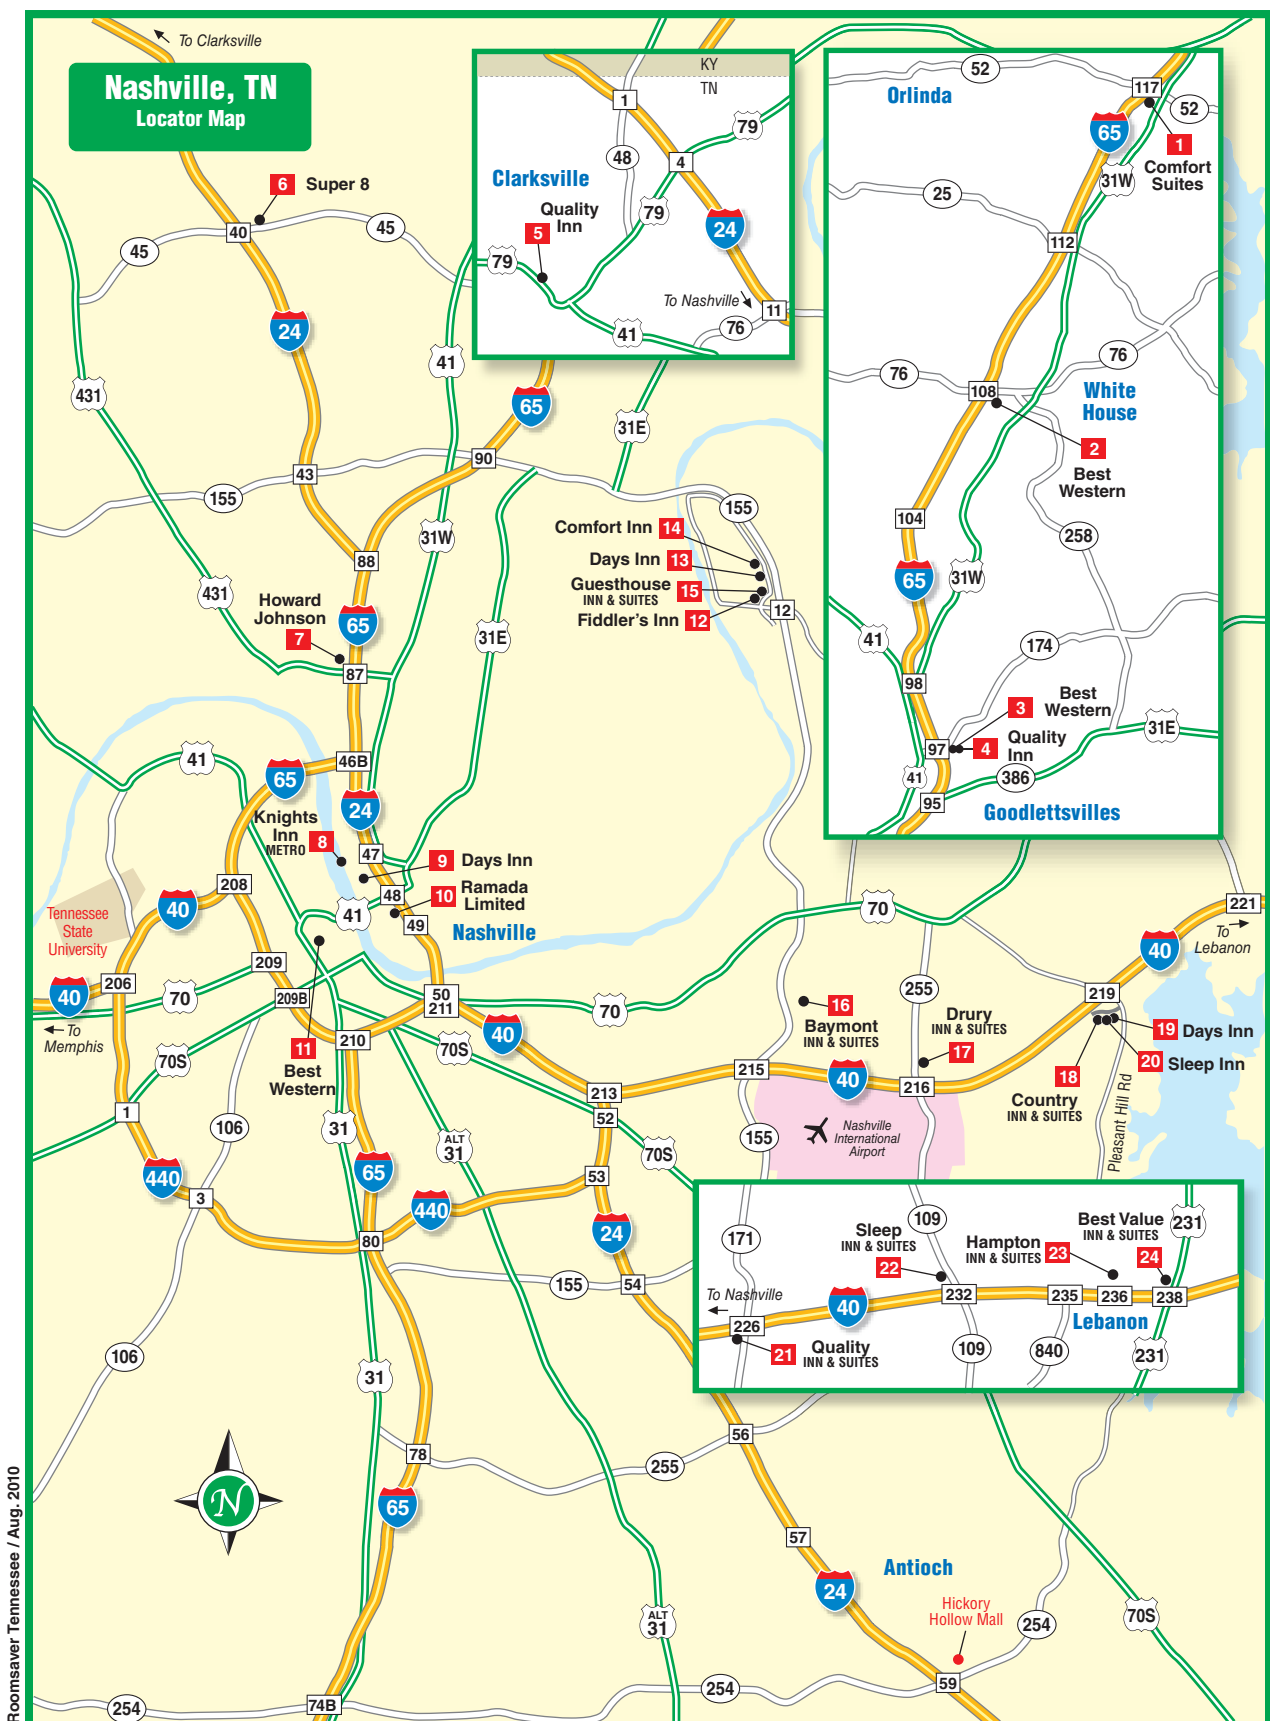 To Clarksville
Nashville, TN
Locator Map
6 Super 8
40
45
45
24
431
41
65
31E
43
90
155
155
31W
88
431
Howard
Johnson
7
65
87
31E
Comfort Inn 14
Days Inn 13
Guesthouse 15
INN & SUITES
Fiddler's Inn 12
12
KY
TN
1
79
48
4
Clarksville
Quality
Inn
5
79
24
79
To Nashville
11
41
76
Orlinda
52
117
52
65
1
Comfort
Suites
31W
25
112
76
76
108
White
House
2
Best
Western
104
258
65
31W
41
174
98
Best
Western
3
31E
97
4
Quality
Inn
41
386
95
Goodlettsvilles
41
65
46B
24
Knights
Inn
METRO
8
47
9 Days Inn
208
48
10
Ramada
Limited
Tennessee
State
University
40
41
49
Nashville
70
221
To
Lebanon
209
40
206
40
70
209B
50
211
70
255
219
To
Memphis
16
Baymont
INN & SUITES
Drury
INN & SUITES
17
19 Days Inn
20 Sleep Inn
18
Country
INN & SUITES
70S
11
Best
Western
210
70S
40
215
40
216
213
52
Pleasant Hill Rd
1
106
31
ALT
31
70S
155
Nashville
International
Airport
440
3
65
440
53
24
80
155
54
171
109
Sleep
INN & SUITES
22
Hampton
INN & SUITES
23
Best Value
INN & SUITES
24
231
To Nashville
40
232
235
236
238
226
Lebanon
21
Quality
INN & SUITES
109
840
231
106
31
78
56
255
N
65
57
Antioch
24
Hickory
Hollow Mall
ALT
31
254
70S
59
254
74B
254
Roomsaver Tennessee / Aug. 2010